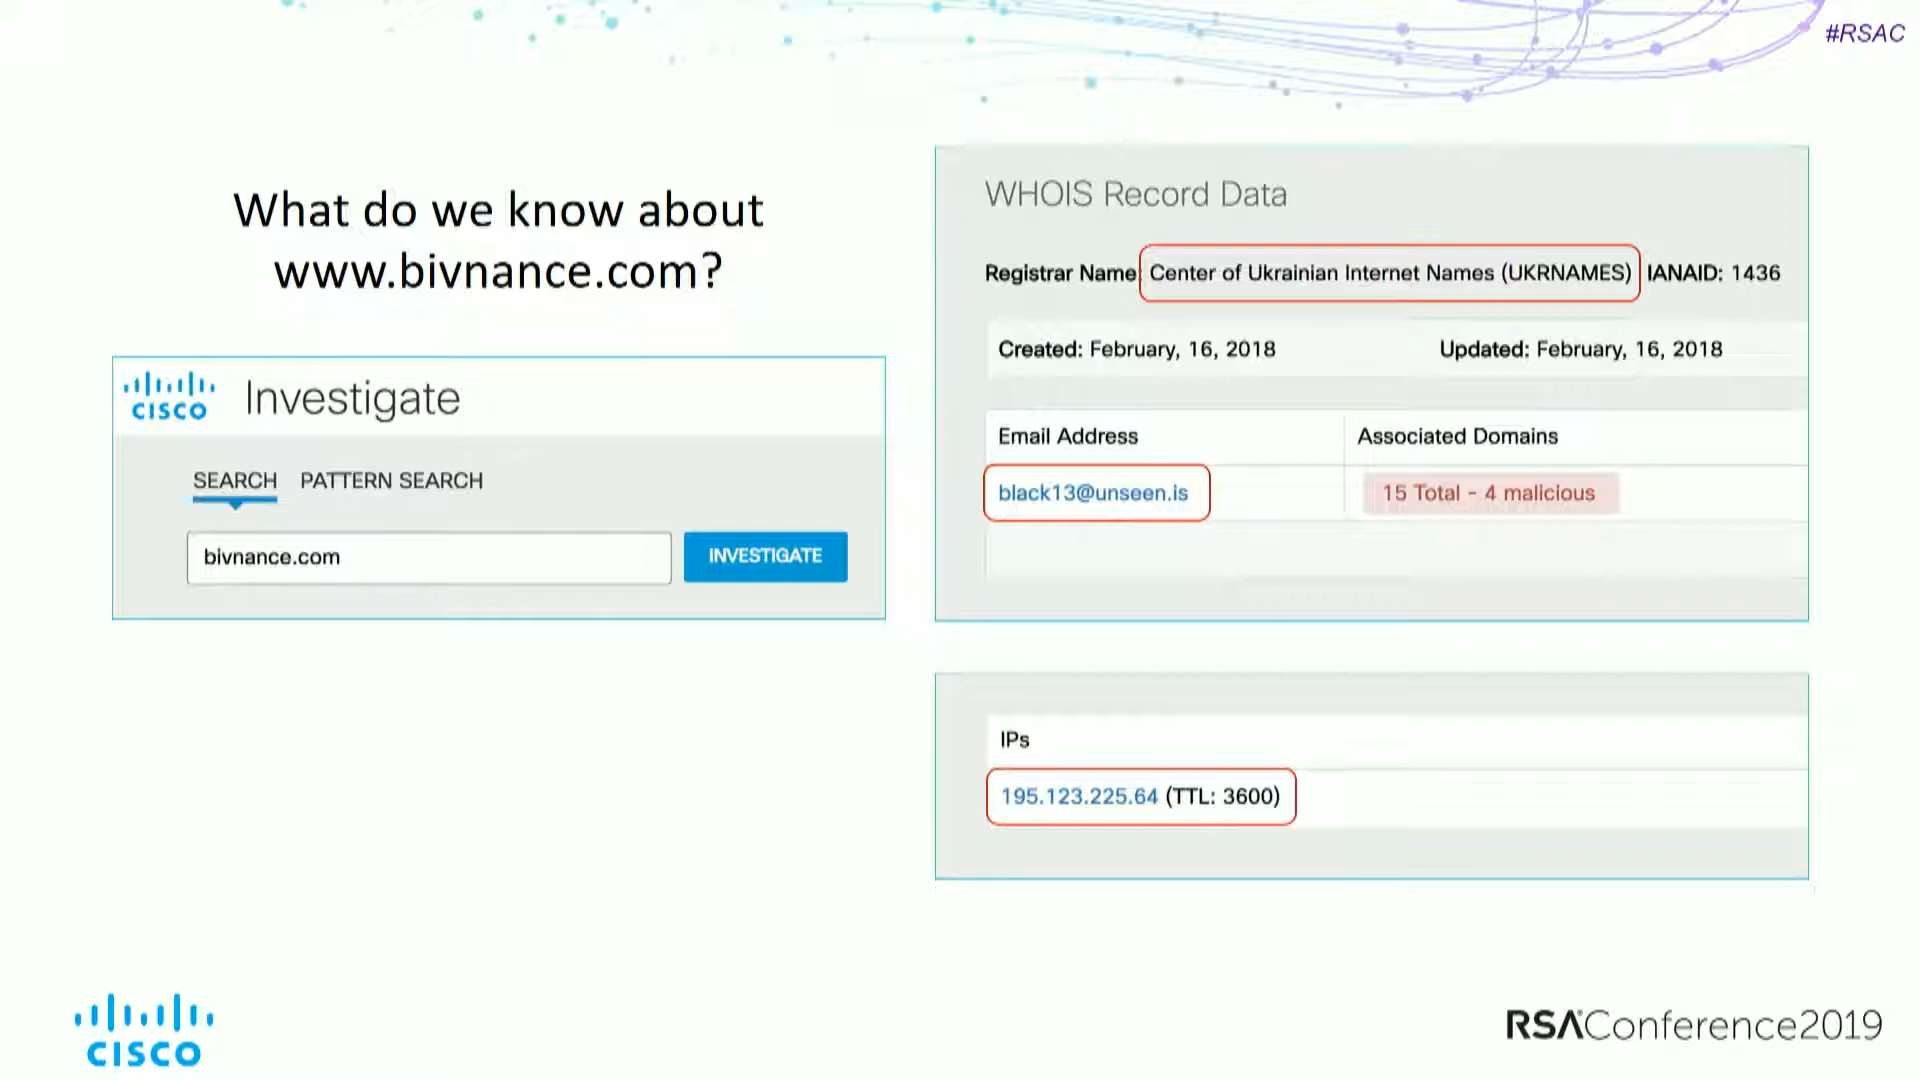 #RSAC
What do we know about
www.bivnance.com?
CISCO
Investigate
SEARCH PATTERN SEARCH
bivnance.com
INVESTIGATE
WHOIS Record Data
Registrar Name: Center of Ukrainian Internet Names (UKRNAMES) IANAID: 1436
Created: February, 16, 2018 Updated: February, 16, 2018
Email Address Associated Domains
black13@unseen.is 15 Total - 4 malicious
IPs
195.123.225.64 (TTL: 3600)
CISCO
RSAConference2019